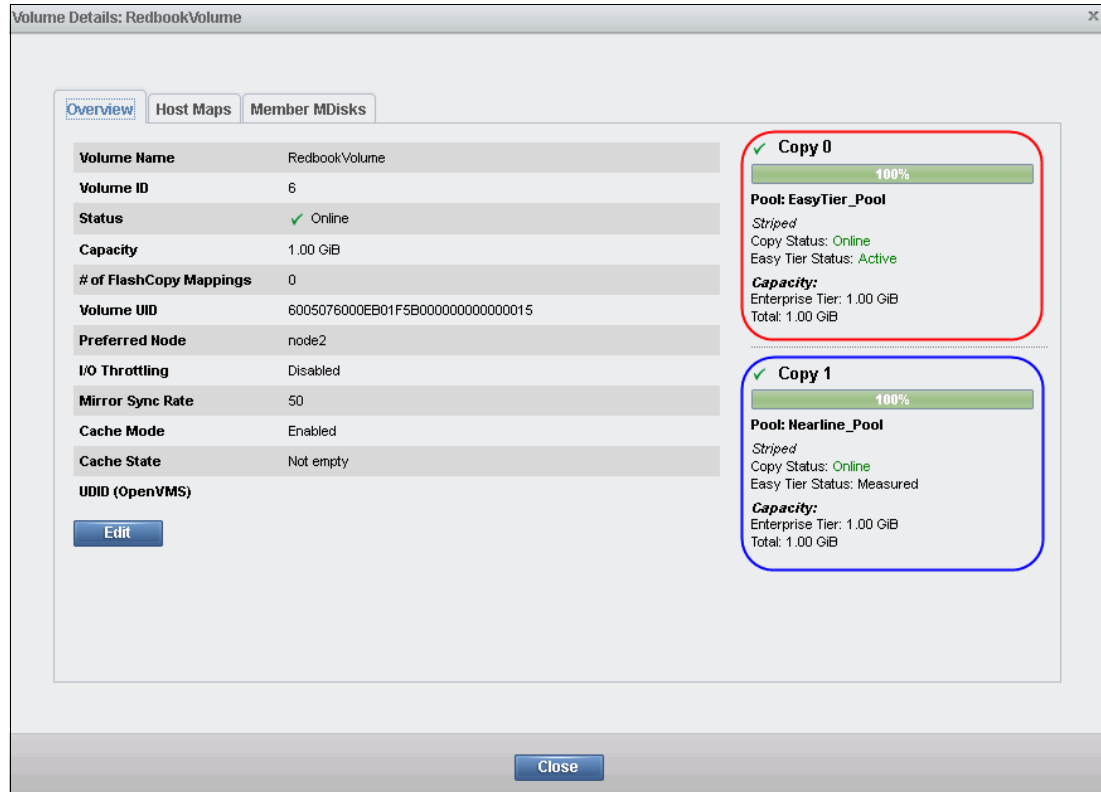 Volume Details: RedbookVolume x
Overview Host Maps Member MDisks
Volume Name RedbookVolume
Volume ID 6
Status Online
Capacity 1.00 GiB
# of FlashCopy Mappings 0
Volume UID 6005076000EB01F5B000000000000015
Preferred Node node2
I/O Throttling Disabled
Mirror Sync Rate 50
Cache Mode Enabled
Cache State Not empty
UDID (OpenVMS)
Edit
Copy 0
100%
Pool: EasyTier_Pool
Striped
Copy Status: Online
Easy Tier Status: Active
Capacity:
Enterprise Tier: 1.00 GiB
Total: 1.00 GiB
Copy 1
100%
Pool: Nearline_Pool
Striped
Copy Status: Online
Easy Tier Status: Measured
Capacity:
Enterprise Tier: 1.00 GiB
Total: 1.00 GiB
Close